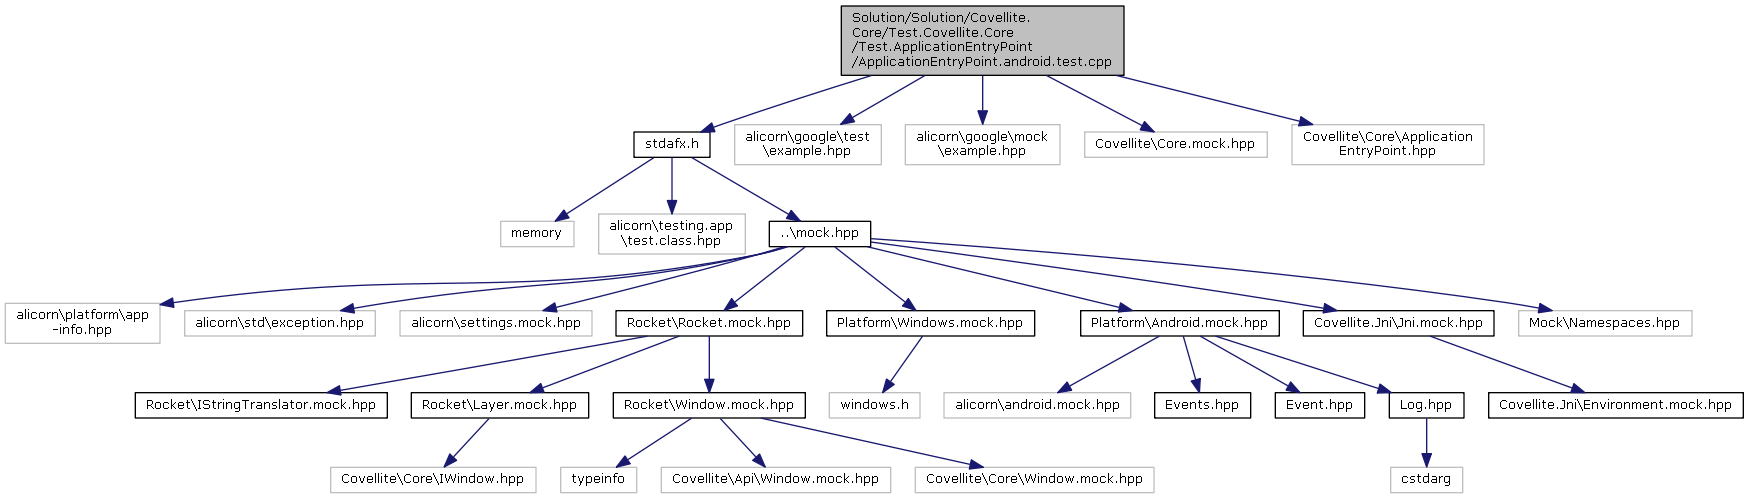 Solution/Solution/Covellite.
Core/Test.Covellite.Core
/Test.ApplicationEntryPoint
/ApplicationEntryPoint.android.test.cpp
stdafx.h
alicorn\google\test
\example.hpp
alicorn\google\mock
\example.hpp
Covellite\Core.mock.hpp
Covellite\Core\Application
EntryPoint.hpp
memory
alicorn\testing.app
\test.class.hpp
..\mock.hpp
alicorn\platform\app
-info.hpp
alicorn\std\exception.hpp
alicorn\settings.mock.hpp
Rocket\Rocket.mock.hpp
Platform\Windows.mock.hpp
Platform\Android.mock.hpp
Covellite.Jni\Jni.mock.hpp
Mock\Namespaces.hpp
Rocket\IStringTranslator.mock.hpp
Rocket\Layer.mock.hpp
Rocket\Window.mock.hpp
windows.h
alicorn\android.mock.hpp
Events.hpp
Event.hpp
Log.hpp
Covellite.Jni\Environment.mock.hpp
Covellite\Core\IWindow.hpp
typeinfo
Covellite\Api\Window.mock.hpp
Covellite\Core\Window.mock.hpp
cstdarg